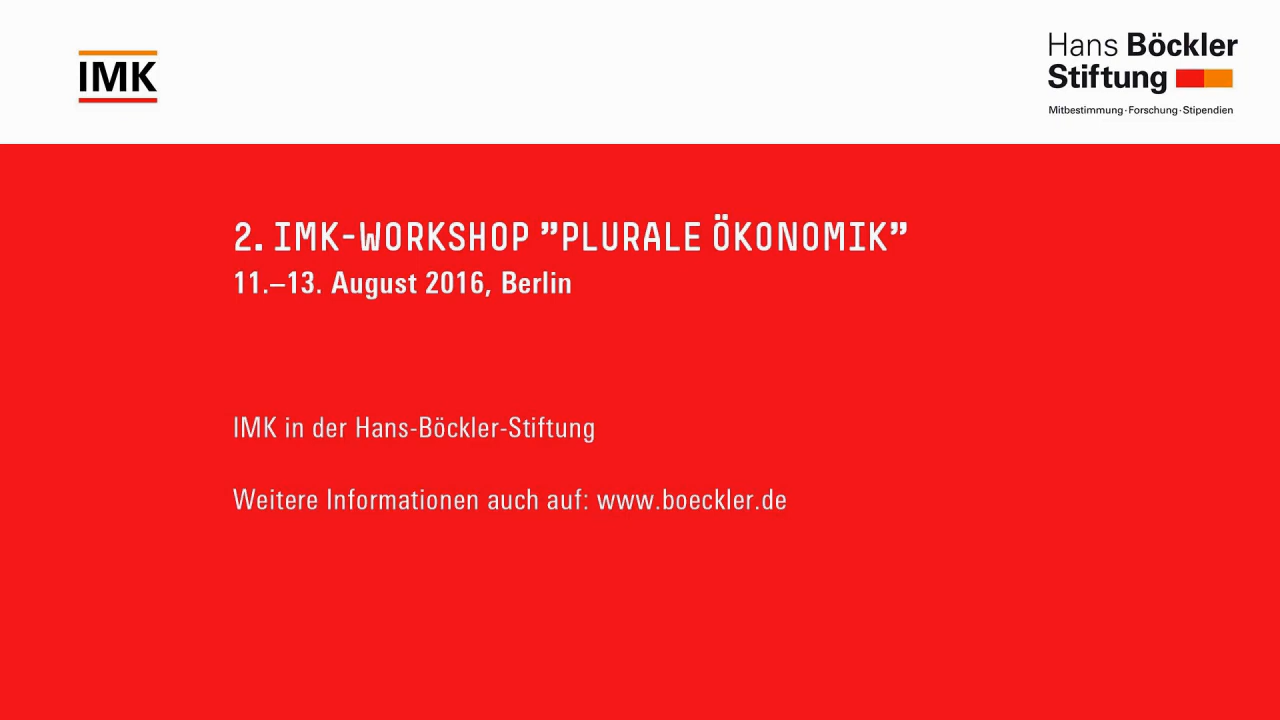 IMK
Hans Böckler
Stiftung
Mitbestimmung·Forschung·Stipendien
2. IMK-WORKSHOP ”PLURALE ÖKONOMIK”
11.–13. August 2016, Berlin
IMK in der Hans-Böckler-Stiftung
Weitere Informationen auch auf: www.boeckler.de